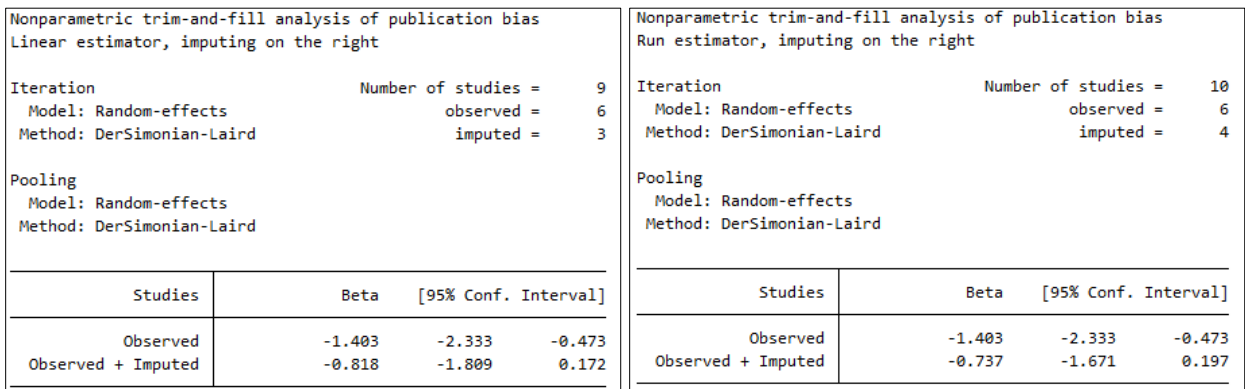 Nonparametric trim-and-fill analysis of publication bias
Linear estimator, imputing on the right
Iteration Number of studies = 9
Model: Random-effects observed = 6
Method: DerSimonian-Laird imputed = 3
Pooling
Model: Random-effects
Method: DerSimonian-Laird
Studies Beta [95% Conf. Interval]
Observed -1.403 -2.333 -0.473
Observed + Imputed -0.818 -1.809 0.172
Nonparametric trim-and-fill analysis of publication bias
Run estimator, imputing on the right
Iteration Number of studies = 10
Model: Random-effects observed = 6
Method: DerSimonian-Laird imputed = 4
Pooling
Model: Random-effects
Method: DerSimonian-Laird
Studies Beta [95% Conf. Interval]
Observed -1.403 -2.333 -0.473
Observed + Imputed -0.737 -1.671 0.197